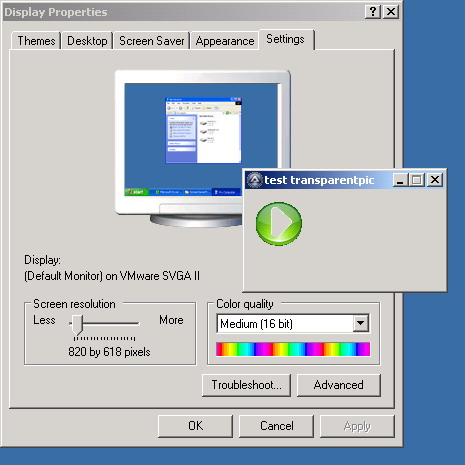 Display Properties
Themes Desktop Screen Saver Appearance Settings
start
test transparentpic
Display:
(Default Monitor) on VMware SVGA II
Screen resolution
Less More
820 by 618 pixels
Color quality
Medium (16 bit)
Troubleshoot... Advanced
OK Cancel Apply